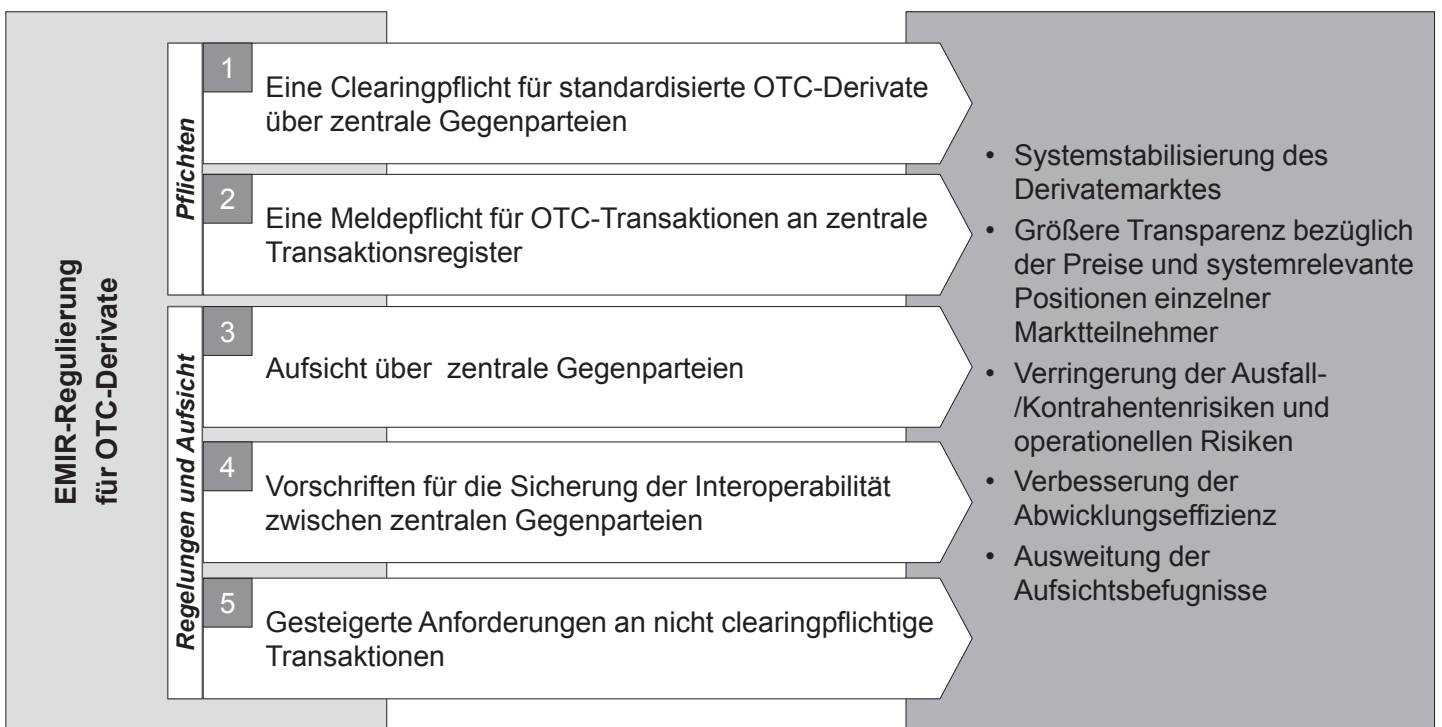 EMIR-Regulierung
für OTC-Derivate
Pflichten
1
Eine Clearingpflicht für standardisierte OTC-Derivate
über zentrale Gegenparteien
2
Eine Meldepflicht für OTC-Transaktionen an zentrale
Transaktionsregister
Regelungen und Aufsicht
3
Aufsicht über zentrale Gegenparteien
4
Vorschriften für die Sicherung der Interoperabilität
zwischen zentralen Gegenparteien
5
Gesteigerte Anforderungen an nicht clearingpflichtige
Transaktionen
• Systemstabilisierung des
Derivatemarktes
• Größere Transparenz bezüglich
der Preise und systemrelevante
Positionen einzelner
Marktteilnehmer
• Verringerung der Ausfall-
/Kontrahentenrisiken und
operationellen Risiken
• Verbesserung der
Abwicklungseffizienz
• Ausweitung der
Aufsichtsbefugnisse